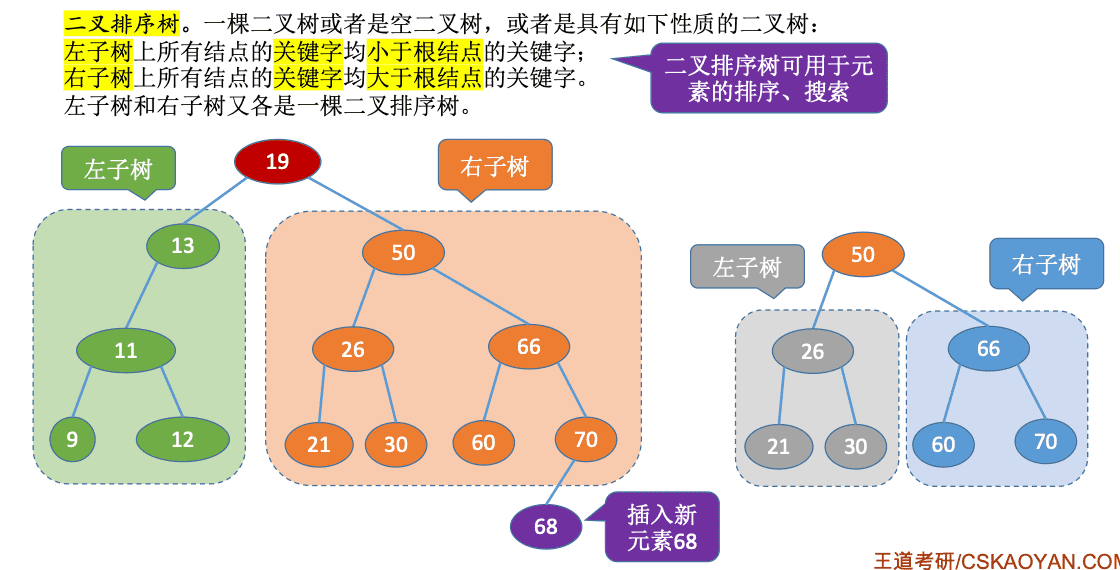 二叉排序树。一棵二叉树或者是空二叉树，或者是具有如下性质的二叉树：
左子树上所有结点的关键字均小于根结点的关键字；
右子树上所有结点的关键字均大于根结点的关键字。
左子树和右子树又各是一棵二叉排序树。
二叉排序树可用于元
素的排序、搜索
左子树
19
右子树
13
50
11
26
66
9
12
21
30
60
70
68
插入新
元素68
左子树
50
右子树
26
66
21
30
60
70
王道考研/CSKAOYAN.COM